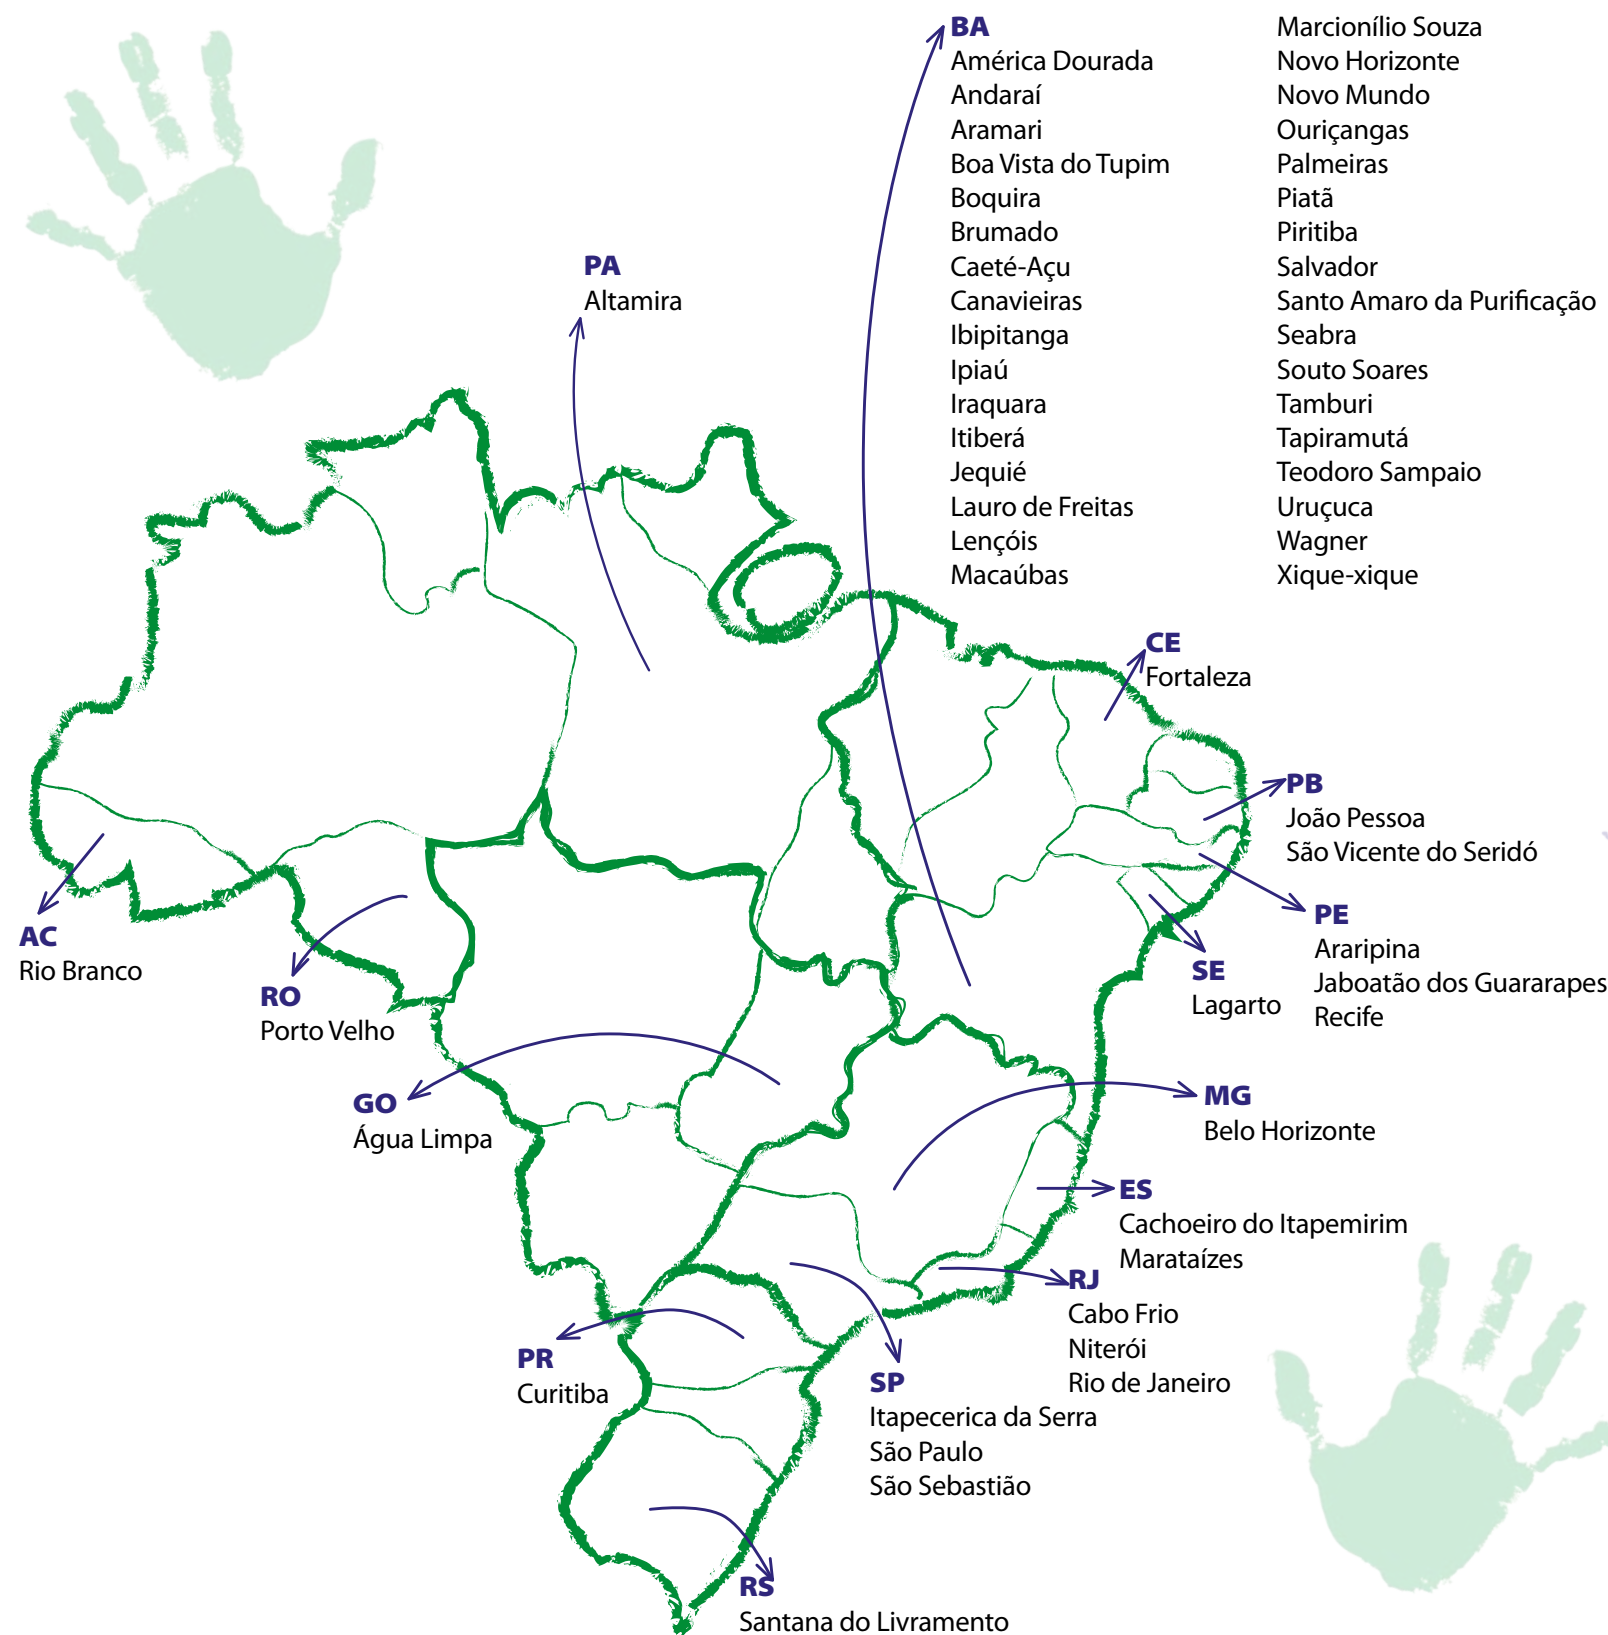 BA
América Dourada
Andaraí
Aramari
Boa Vista do Tupim
Boquira
Brumado
Caeté-Açu
Canavieiras
Ibipitanga
Ipiaú
Iraquara
Itiberá
Jequié
Lauro de Freitas
Lençóis
Macaúbas
Marcionílio Souza
Novo Horizonte
Novo Mundo
Ouriçangas
Palmeiras
Piatã
Piritiba
Salvador
Santo Amaro da Purificação
Seabra
Souto Soares
Tamburi
Tapiramutá
Teodoro Sampaio
Uruçuca
Wagner
Xique-xique
PA
Altamira
CE
Fortaleza
PB
João Pessoa
São Vicente do Seridó
PE
Araripina
Jaboatão dos Guararapes
Recife
SE
Lagarto
AC
Rio Branco
RO
Porto Velho
GO
Água Limpa
MG
Belo Horizonte
ES
Cachoeiro do Itapemirim
Marataízes
RJ
Cabo Frio
Niterói
Rio de Janeiro
PR
Curitiba
SP
Itapecerica da Serra
São Paulo
São Sebastião
RS
Santana do Livramento